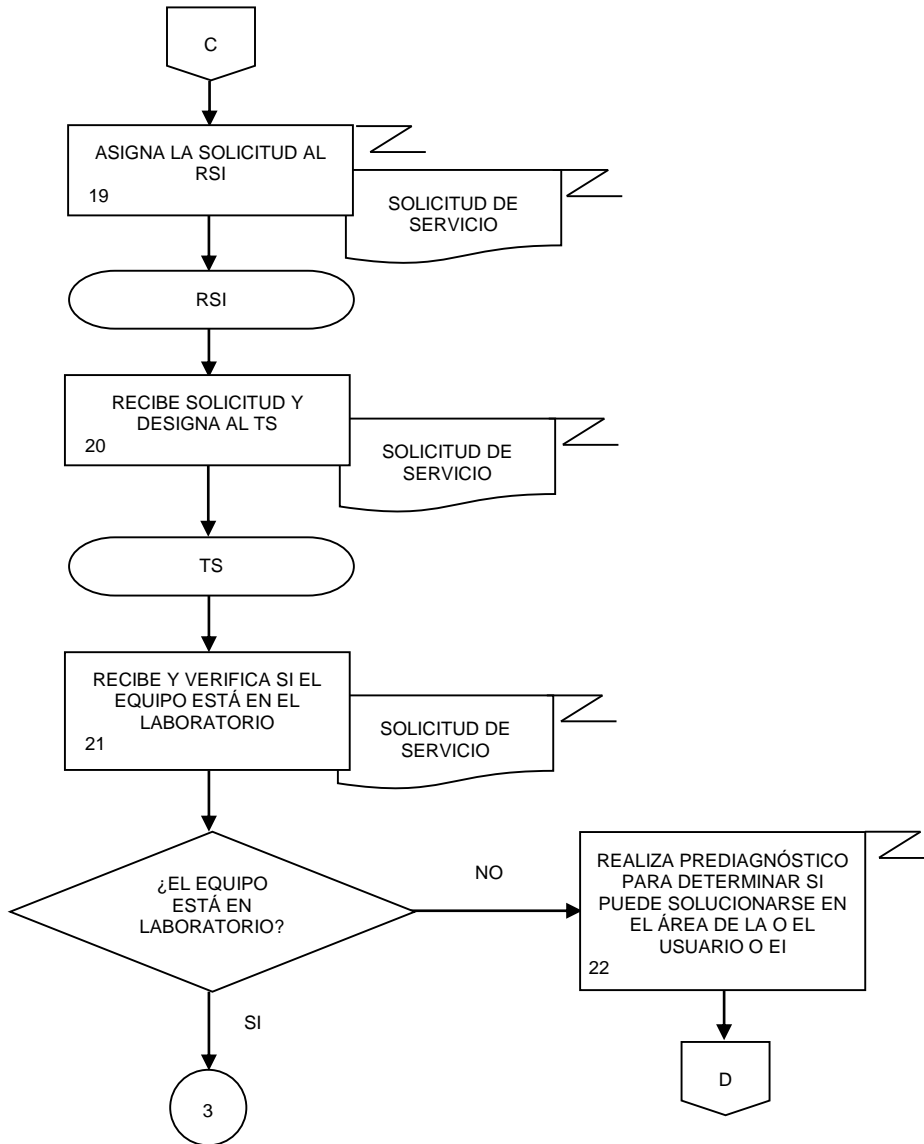 C
ASIGNA LA SOLICITUD AL
RSI
19
SOLICITUD DE
SERVICIO
RSI
RECIBE SOLICITUD Y
DESIGNA AL TS
20
SOLICITUD DE
SERVICIO
TS
RECIBE Y VERIFICA SI EL
EQUIPO ESTÁ EN EL
LABORATORIO
21
SOLICITUD DE
SERVICIO
¿EL EQUIPO
ESTÁ EN
LABORATORIO?
NO
REALIZA PREDIAGNÓSTICO
PARA DETERMINAR SI
PUEDE SOLUCIONARSE EN
EL ÁREA DE LA O EL
USUARIO O EI
22
SI
D
3